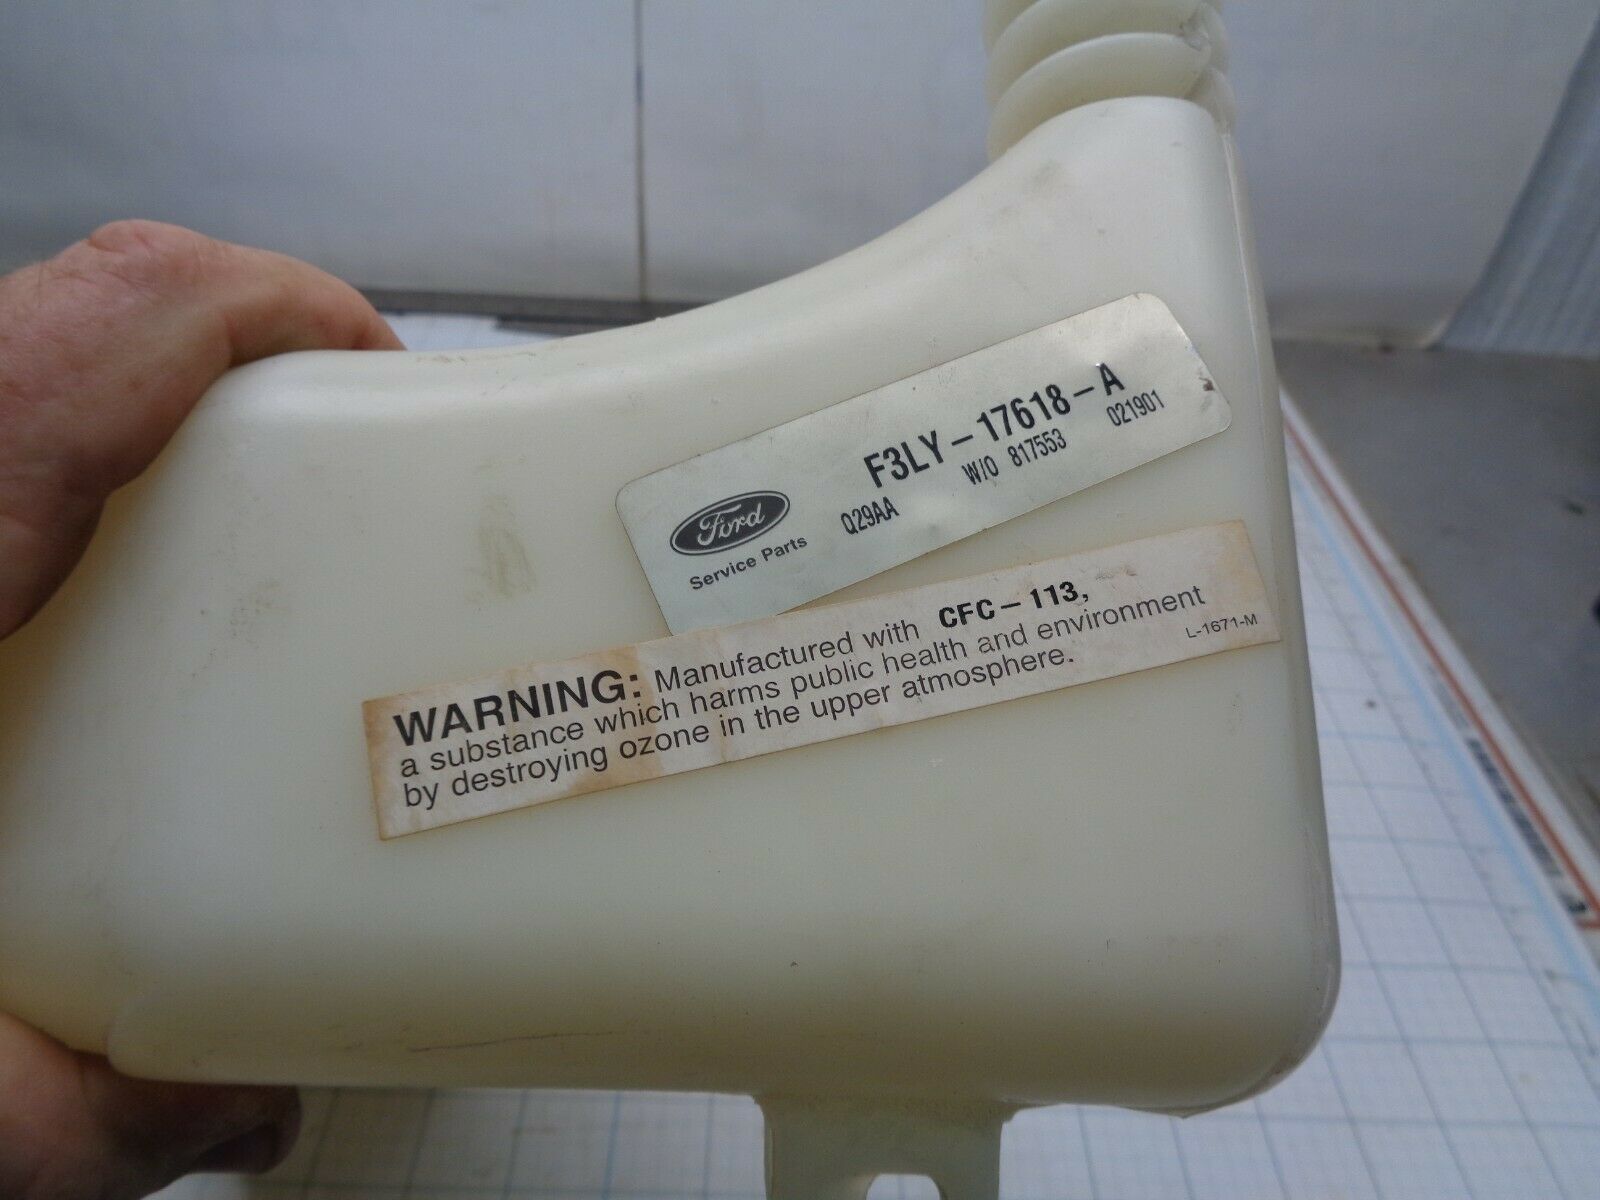 F3LY-17618-A
Q29AA W/O 817553 021901
Ford
Service Parts
WARNING: Manufactured with CFC-113,
a substance which harms public health and environment
by destroying ozone in the upper atmosphere.
L-1671-M